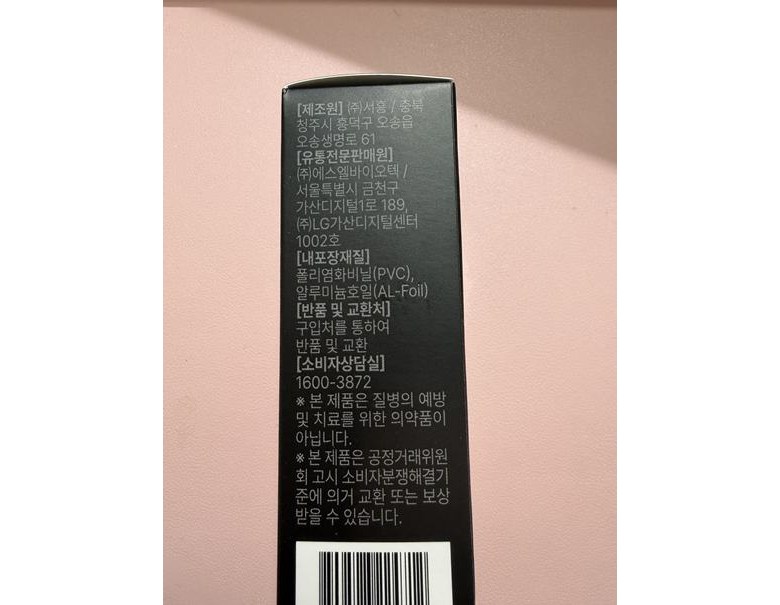 [제조원] (주)서흥 / 충북
청주시 흥덕구 오송읍
오송생명로 61
[유통전문판매원]
(주)에스엘바이오텍 /
서울특별시 금천구
가산디지털1로 189,
(주)LG가산디지털센터
1002호
[내포장재질]
폴리염화비닐(PVC),
알루미늄호일(AL-Foil)
[반품 및 교환처]
구입처를 통하여
반품 및 교환
[소비자상담실]
1600-3872
※ 본 제품은 질병의 예방
및 치료를 위한 의약품이
아닙니다.
※ 본 제품은 공정거래위원
회 고시 소비자분쟁해결기
준에 의거 교환 또는 보상
받을 수 있습니다.